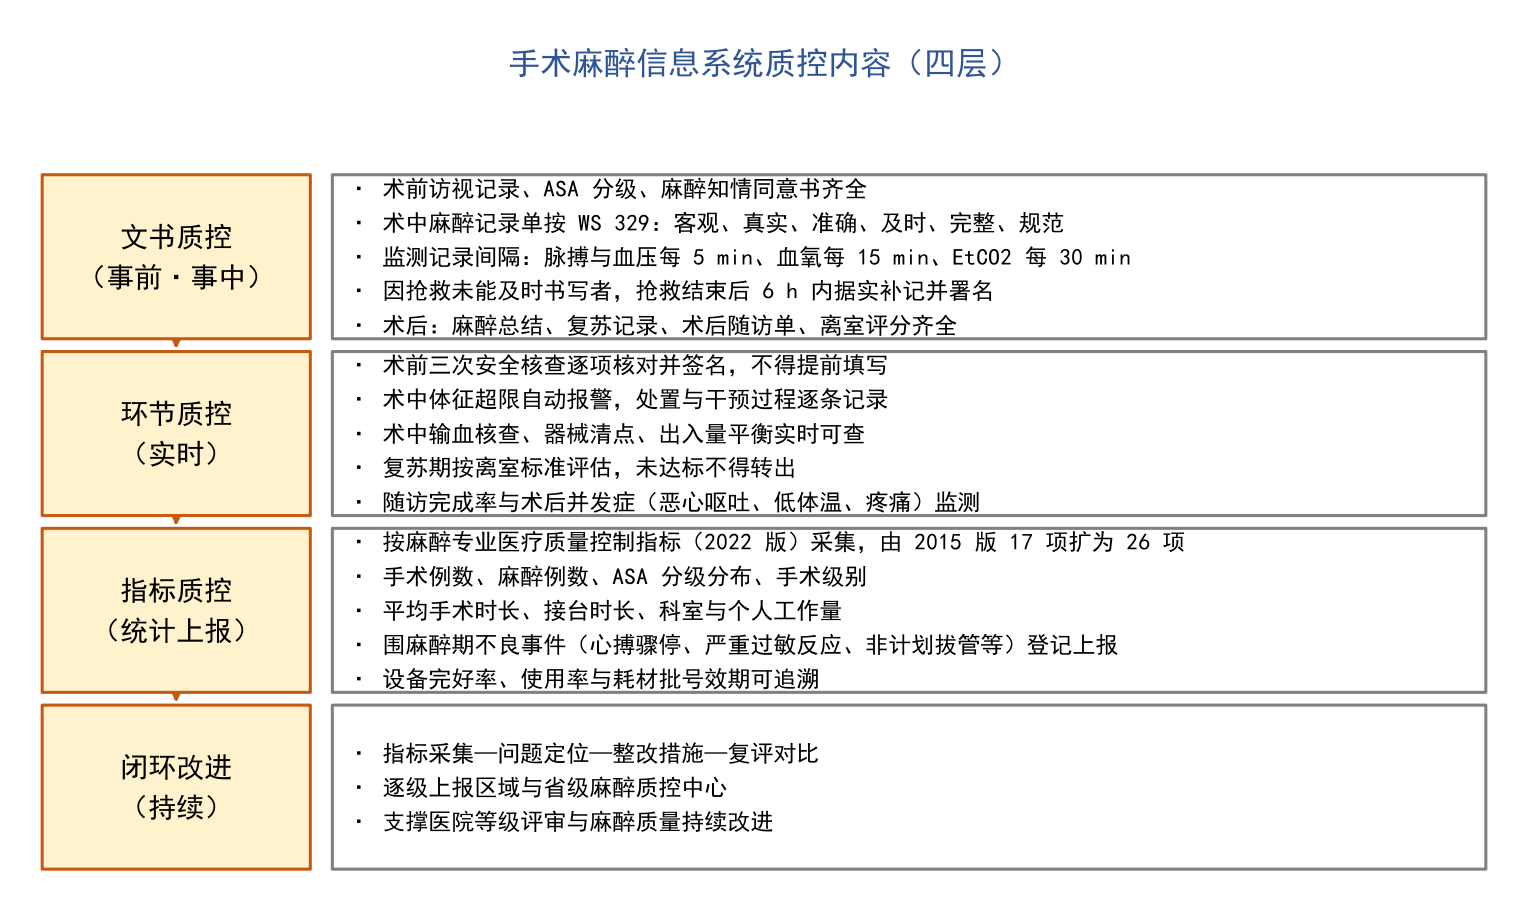 手术麻醉信息系统质控内容（四层）
文书质控
（事前·事中）
· 术前访视记录、ASA 分级、麻醉知情同意书齐全
· 术中麻醉记录单按 WS 329：客观、真实、准确、及时、完整、规范
· 监测记录间隔：脉搏与血压每 5 min、血氧每 15 min、EtCO2 每 30 min
· 因抢救未能及时书写者，抢救结束后 6 h 内据实补记并署名
· 术后：麻醉总结、复苏记录、术后随访单、离室评分齐全
环节质控
（实时）
· 术前三次安全核查逐项核对并签名，不得提前填写
· 术中体征超限自动报警，处置与干预过程逐条记录
· 术中输血核查、器械清点、出入量平衡实时可查
· 复苏期按离室标准评估，未达标不得转出
· 随访完成率与术后并发症（恶心呕吐、低体温、疼痛）监测
指标质控
（统计上报）
· 按麻醉专业医疗质量控制指标（2022 版）采集，由 2015 版 17 项扩为 26 项
· 手术例数、麻醉例数、ASA 分级分布、手术级别
· 平均手术时长、接台时长、科室与个人工作量
· 围麻醉期不良事件（心搏骤停、严重过敏反应、非计划拔管等）登记上报
· 设备完好率、使用率与耗材批号效期可追溯
闭环改进
（持续）
· 指标采集—问题定位—整改措施—复评对比
· 逐级上报区域与省级麻醉质控中心
· 支撑医院等级评审与麻醉质量持续改进